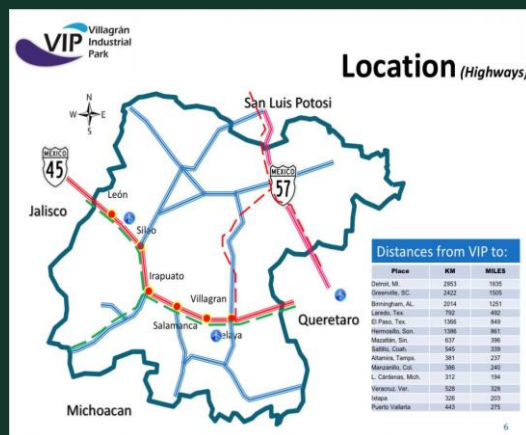 VIP
Villagrán
Industrial
Park
Location (Highways)
N
W E
S
San Luis Potosi
MEXICO
45
MEXICO
57
León
Jalisco
Silao
Irapuato
Villagran
Salamanca
Celaya
Queretaro
Michoacan
Distances from VIP to:
Place KM MILES
Detroit, MI. 2953 1835
Greenville, SC. 2422 1505
Birmingham, AL. 2014 1251
Laredo, Tex. 792 492
El Paso, Tex. 1366 849
Hermosillo, Son. 1386 861
Mazatlán, Sin. 637 396
Saltillo, Coah. 545 339
Altamira, Tamps. 381 237
Manzanillo, Col. 386 240
L. Cárdenas, Mich. 312 194
Veracruz, Ver. 528 328
Ixtapa 326 203
Puerto Vallarta 443 275
6